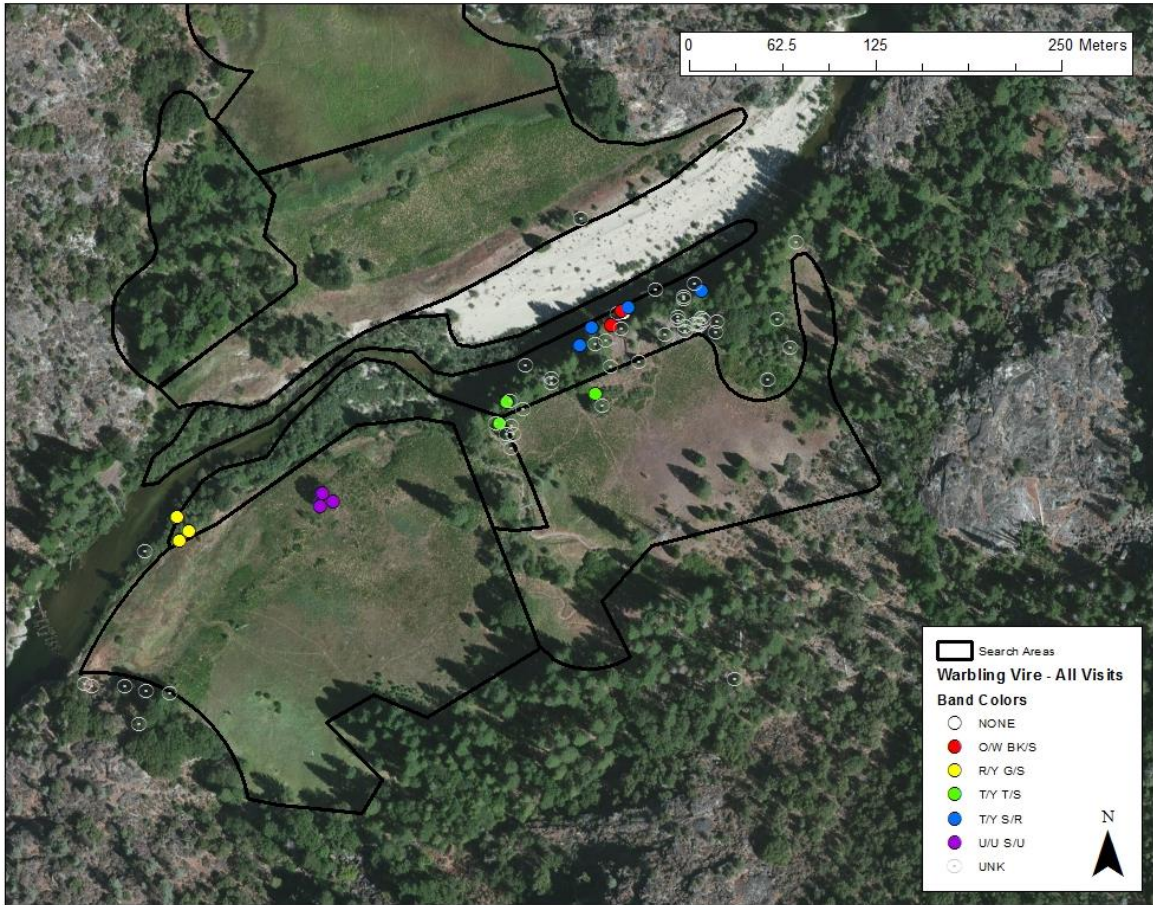 0 62.5 125 250 Meters
Search Areas
Warbling Vire - All Visits
Band Colors
NONE
O/W BK/S
R/Y G/S
T/Y T/S
T/Y S/R
U/U S/U
UNK
N